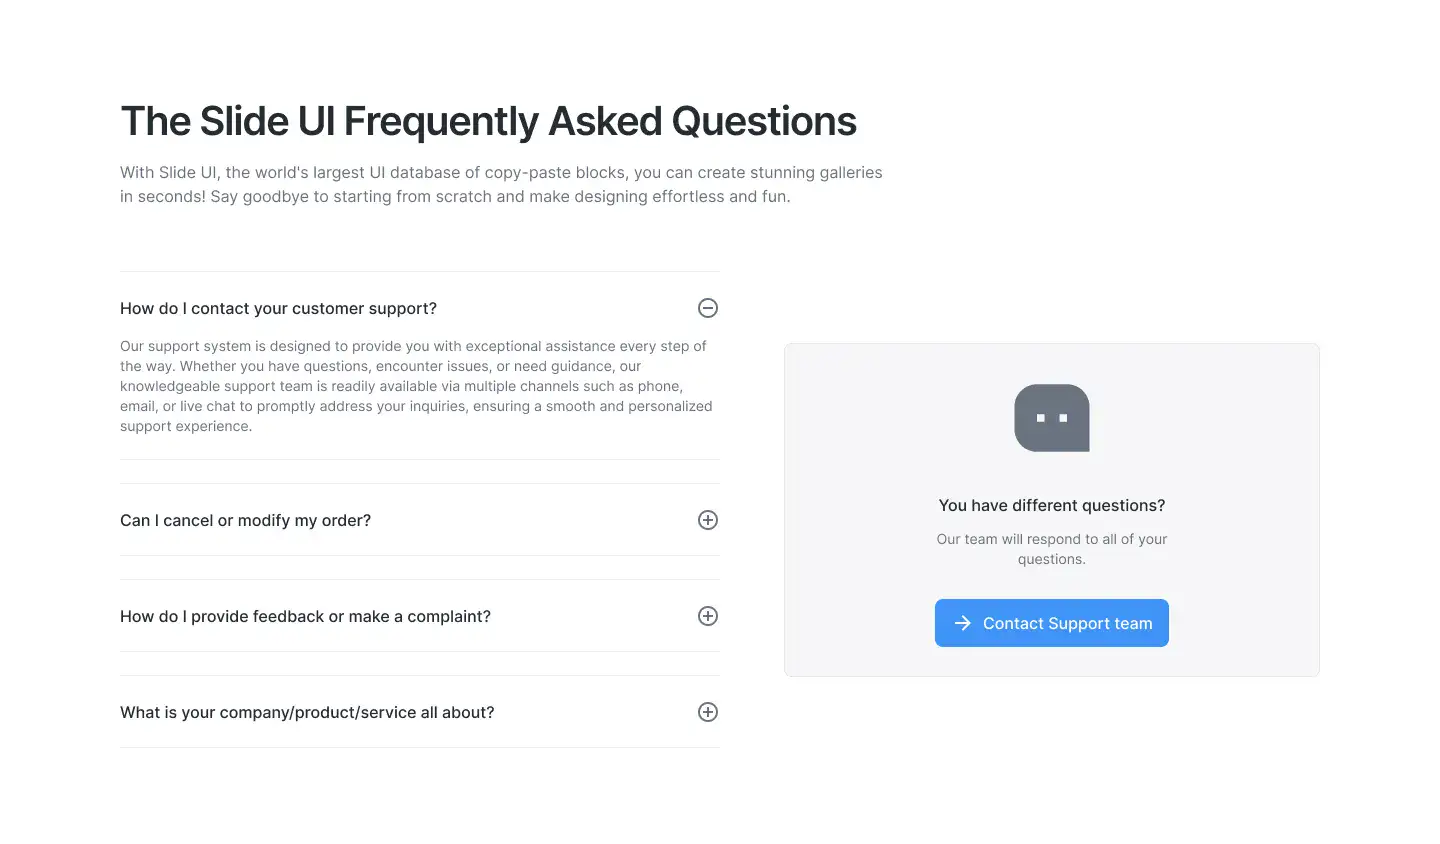 The Slide UI Frequently Asked Questions
With Slide UI, the world's largest UI database of copy-paste blocks, you can create stunning galleries
in seconds! Say goodbye to starting from scratch and make designing effortless and fun.
How do I contact your customer support?
Our support system is designed to provide you with exceptional assistance every step of
the way. Whether you have questions, encounter issues, or need guidance, our
knowledgeable support team is readily available via multiple channels such as phone,
email, or live chat to promptly address your inquiries, ensuring a smooth and personalized
support experience.
Can I cancel or modify my order?
How do I provide feedback or make a complaint?
What is your company/product/service all about?
You have different questions?
Our team will respond to all of your
questions.
Contact Support team